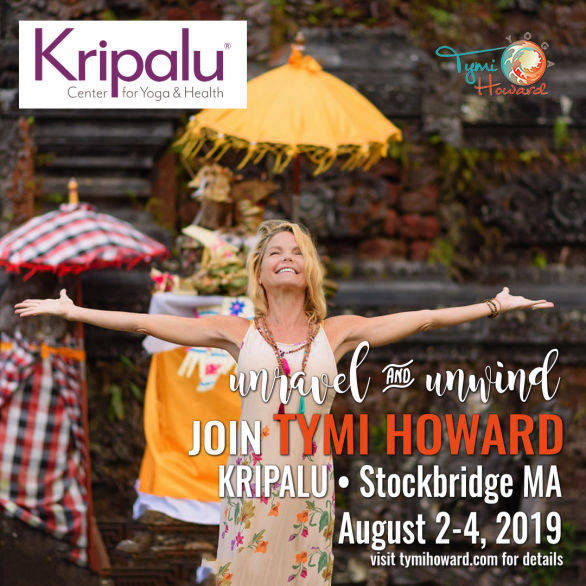 Kripalu®
Center for Yoga & Health
YOGA
Tymi
Howard
unravel AND unwind
JOIN TYMI HOWARD
KRIPALU • Stockbridge MA
August 2-4, 2019
visit tymihoward.com for details